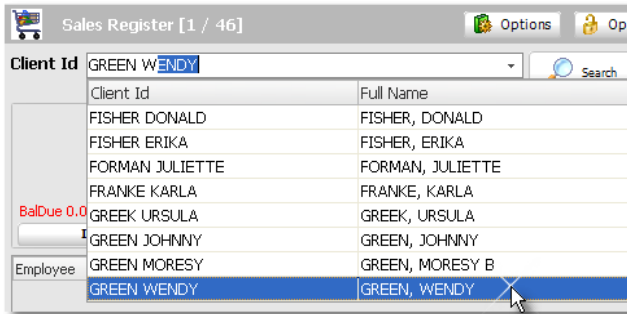 Sales Register [1 / 46] Options
Client Id GREEN WENDY Search
Client Id Full Name
FISHER DONALD FISHER, DONALD
FISHER ERIKA FISHER, ERIKA
FORMAN JULIETTE FORMAN, JULIETTE
FRANKE KARLA FRANKE, KARLA
BalDue 0.0 GREEK URSULA GREEK, URSULA
GREEN JOHNNY GREEN, JOHNNY
Employee GREEN MORESY GREEN, MORESY B
GREEN WENDY GREEN, WENDY